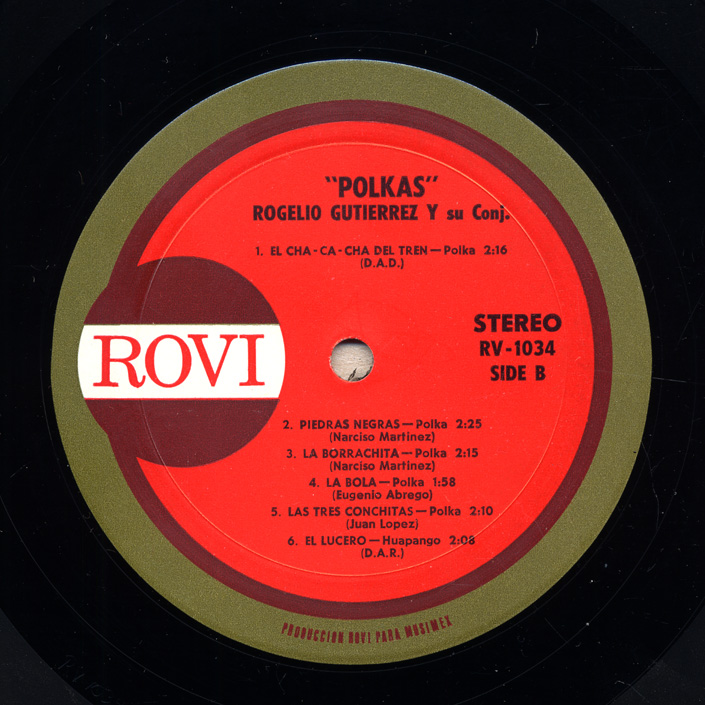 "POLKAS"
ROGELIO GUTIERREZ Y su Conj.
1. EL CHA-CA-CHA DEL TREN—Polka 2:16
(D.A.D.)
ROVI
STEREO
RV-1034
SIDE B
2. PIEDRAS NEGRAS—Polka 2:25
(Narciso Martinez)
3. LA BORRACHITA—Polka 2:15
(Narciso Martinez)
4. LA BOLA—Polka 1:58
(Eugenio Abrego)
5. LAS TRES CONCHITAS—Polka 2:10
(Juan Lopez)
6. EL LUCERO—Huapango 2:08
(D.A.R.)
PRODUCCION ROVI PARA MUSIMEX